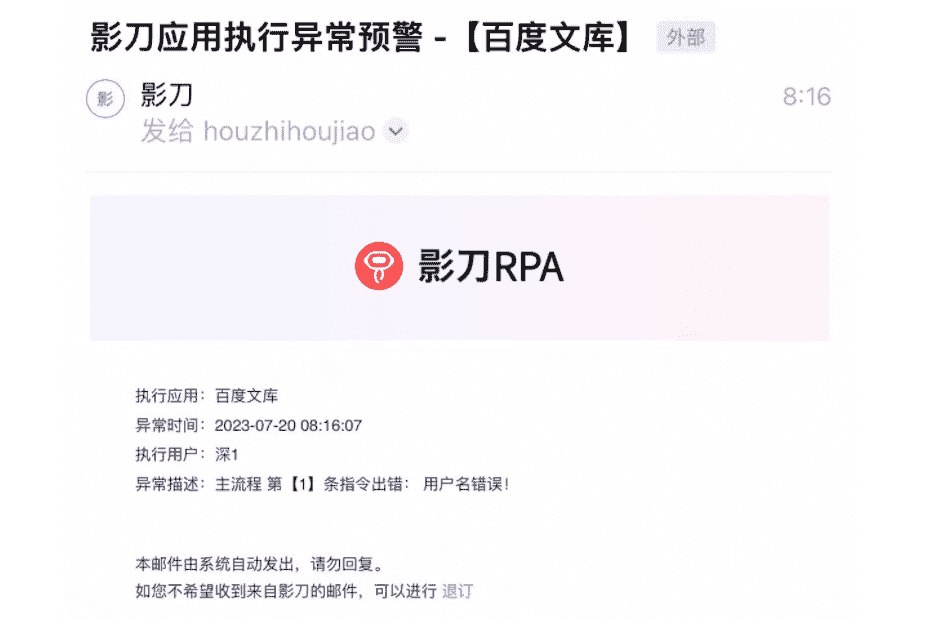 影刀应用执行异常预警 -【百度文库】 外部
影 影刀 8:16
发给 houzhihoujiao
影刀RPA
执行应用：百度文库
异常时间：2023-07-20 08:16:07
执行用户：深1
异常描述：主流程 第【1】条指令出错： 用户名错误!
本邮件由系统自动发出，请勿回复。
如您不希望收到来自影刀的邮件，可以进行 退订